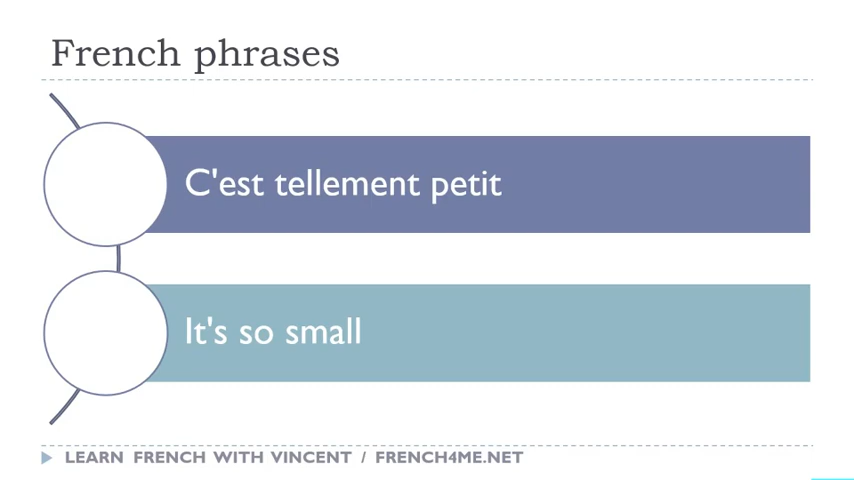 French phrases
C'est tellement petit
It's so small
LEARN FRENCH WITH VINCENT / FRENCH4ME.NET